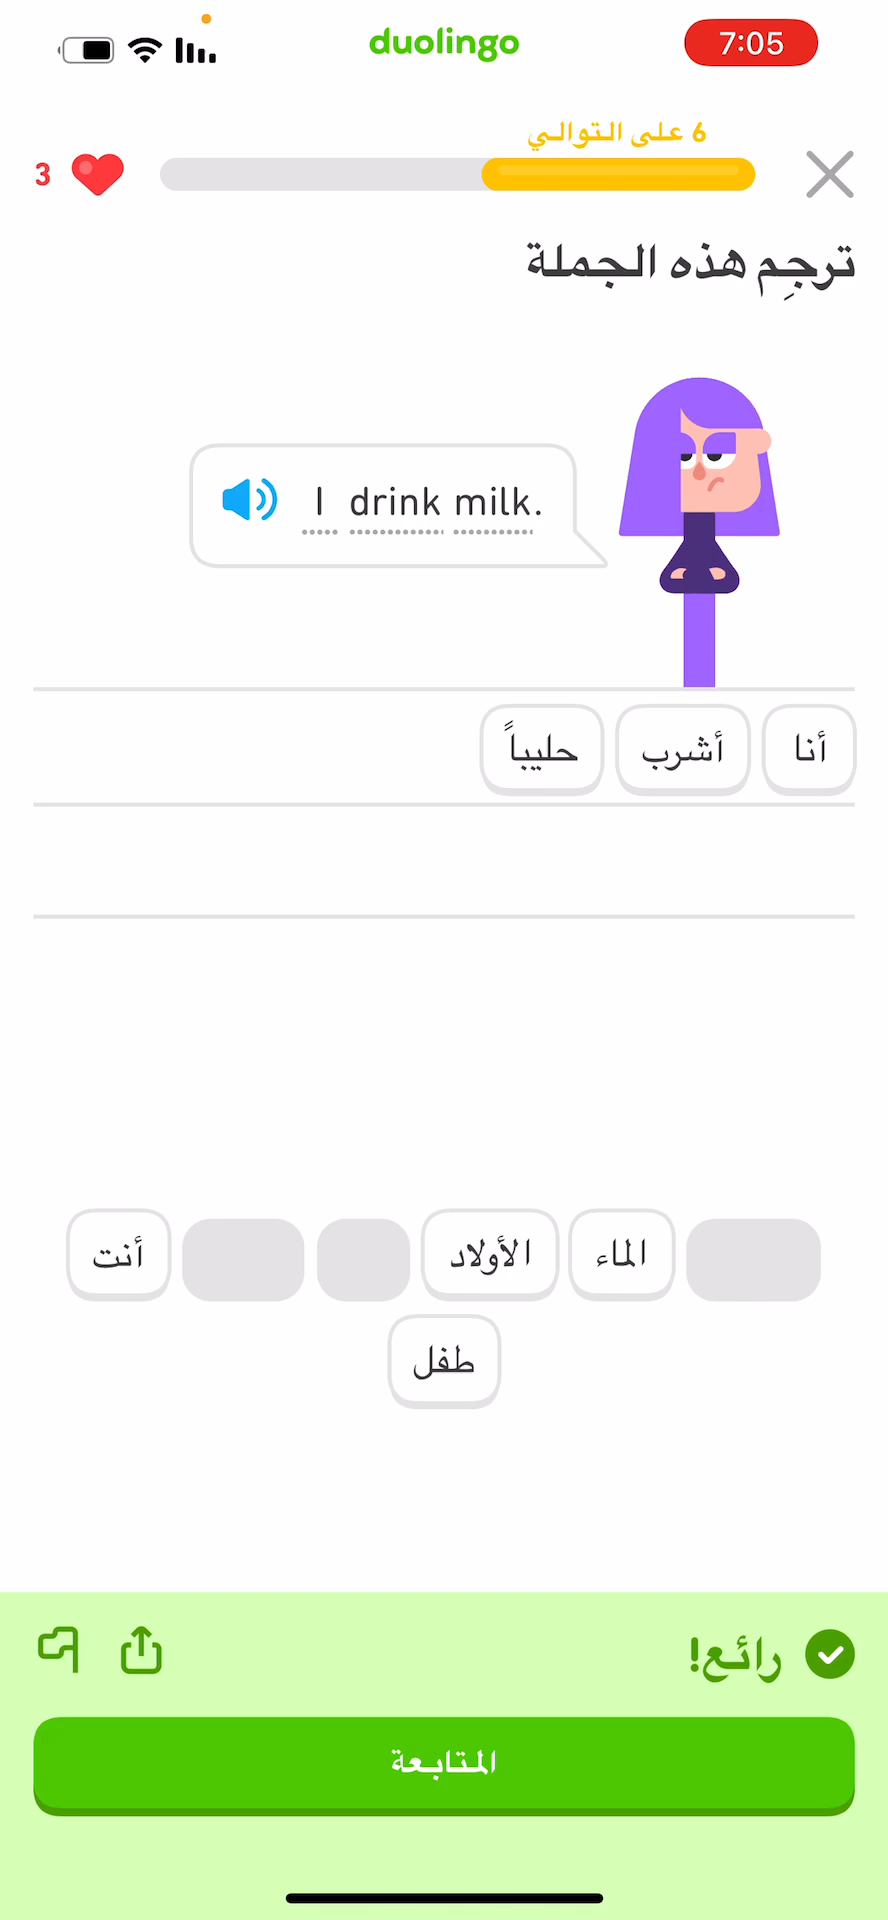 duolingo
7:05
6 على التوالي
3
ترجِم هذه الجملة
I drink milk.
أنا أشرب حليباً
الماء الأولاد أنت
طفل
رائع!
المتابعة